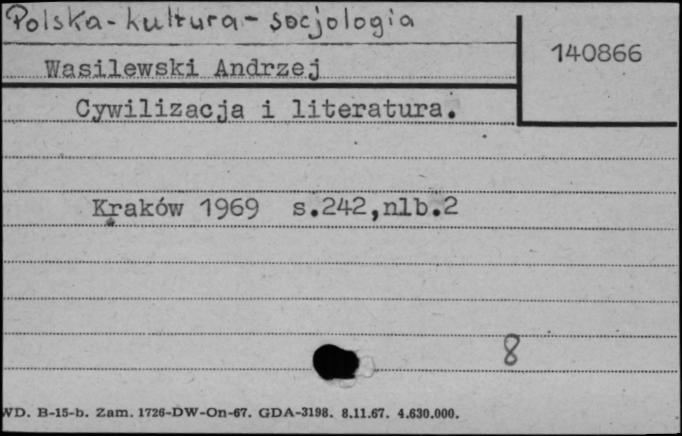 Polska - kultura - socjologia
140866
Wasilewski Andrzej
Cywilizacja i literatura.
Kraków 1969 s.242,nlb.2
8
WD. B-15-b. Zam. 1726-DW-On-67. GDA-3198. 8.11.67. 4.630.000.